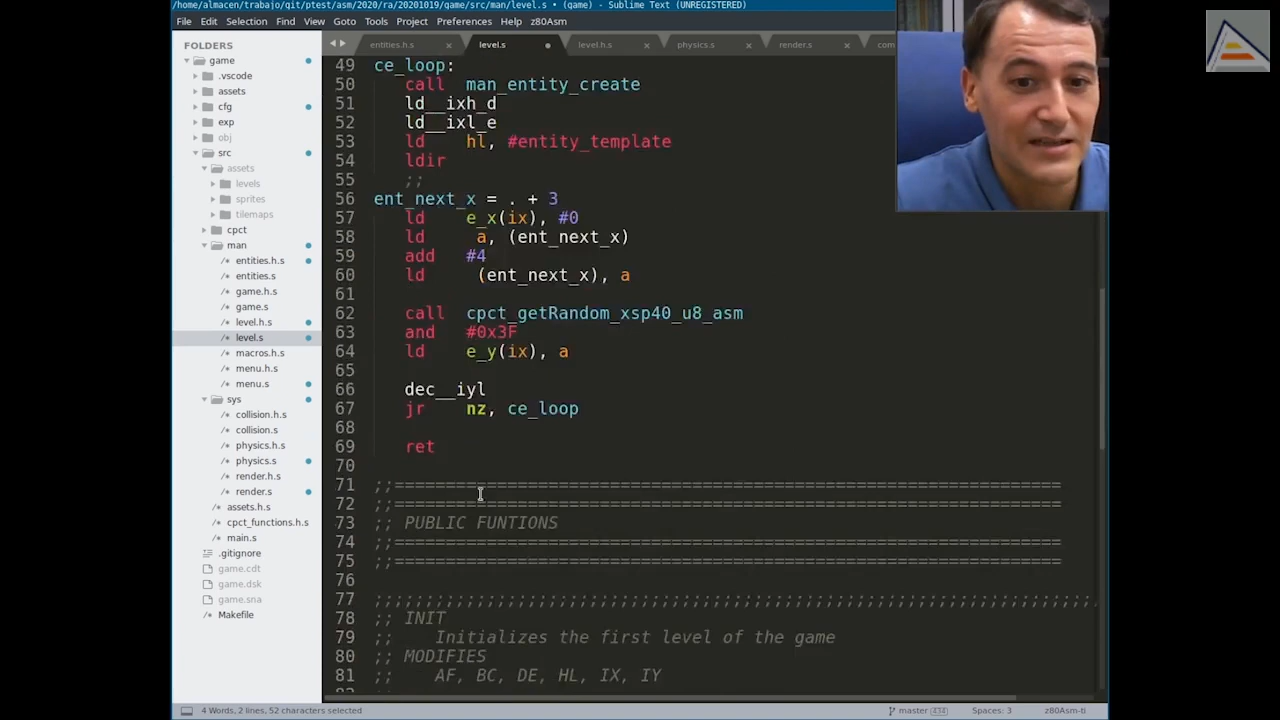 /home/almacen/trabajo/git/ptest/asm/2020/ra/20201019/game/src/man/level.s • (game) - Sublime Text (UNREGISTERED)
File Edit Selection Find View Goto Tools Project Preferences Help z80Asm
FOLDERS
game
.vscode
assets
cfg
exp
obj
src
assets
levels
sprites
tilemaps
cpct
man
entities.h.s
entities.s
game.h.s
game.s
level.h.s
level.s
macros.h.s
menu.h.s
menu.s
sys
collision.h.s
collision.s
physics.h.s
physics.s
render.h.s
render.s
assets.h.s
cpct_functions.h.s
main.s
.gitignore
game.cdt
game.dsk
game.sna
Makefile
entities.h.s level.s level.h.s physics.s render.s com
49 ce_loop:
50 call man_entity_create
51 ld__ixh_d
52 ld__ixl_e
53 ld hl, #entity_template
54 ldir
55 ;;
56 ent_next_x = . + 3
57 ld e_x(ix), #0
58 ld a, (ent_next_x)
59 add #4
60 ld (ent_next_x), a
61
62 call cpct_getRandom_xsp40_u8_asm
63 and #0x3F
64 ld e_y(ix), a
65
66 dec__iyl
67 jr nz, ce_loop
68
69 ret
70
71 ;;=================================================================
72 ;;=================================================================
73 ;; PUBLIC FUNTIONS
74 ;;=================================================================
75 ;;=================================================================
76
77 ;;;;;;;;;;;;;;;;;;;;;;;;;;;;;;;;;;;;;;;;;;;;;;;;;;;;;;;;;;;;;;;;;;;;;;
78 ;; INIT
79 ;; Initializes the first level of the game
80 ;; MODIFIES
81 ;; AF, BC, DE, HL, IX, IY
4 Words, 2 lines, 52 characters selected master 434 Spaces: 3 z80Asm-ti